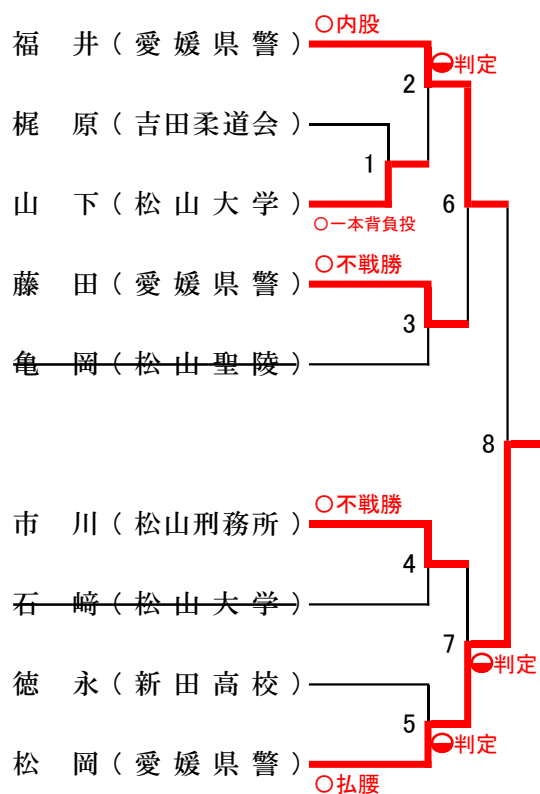 ○内股
福井(愛媛県警)
判定
2
梶原(吉田柔道会)
1
山下(松山大学)
6
○一本背負投
○不戦勝
藤田(愛媛県警)
3
亀岡(松山聖陵)
8
○不戦勝
市川(松山刑務所)
4
石﨑(松山大学)
7
判定
徳永(新田高校)
5
判定
松岡(愛媛県警)
○払腰